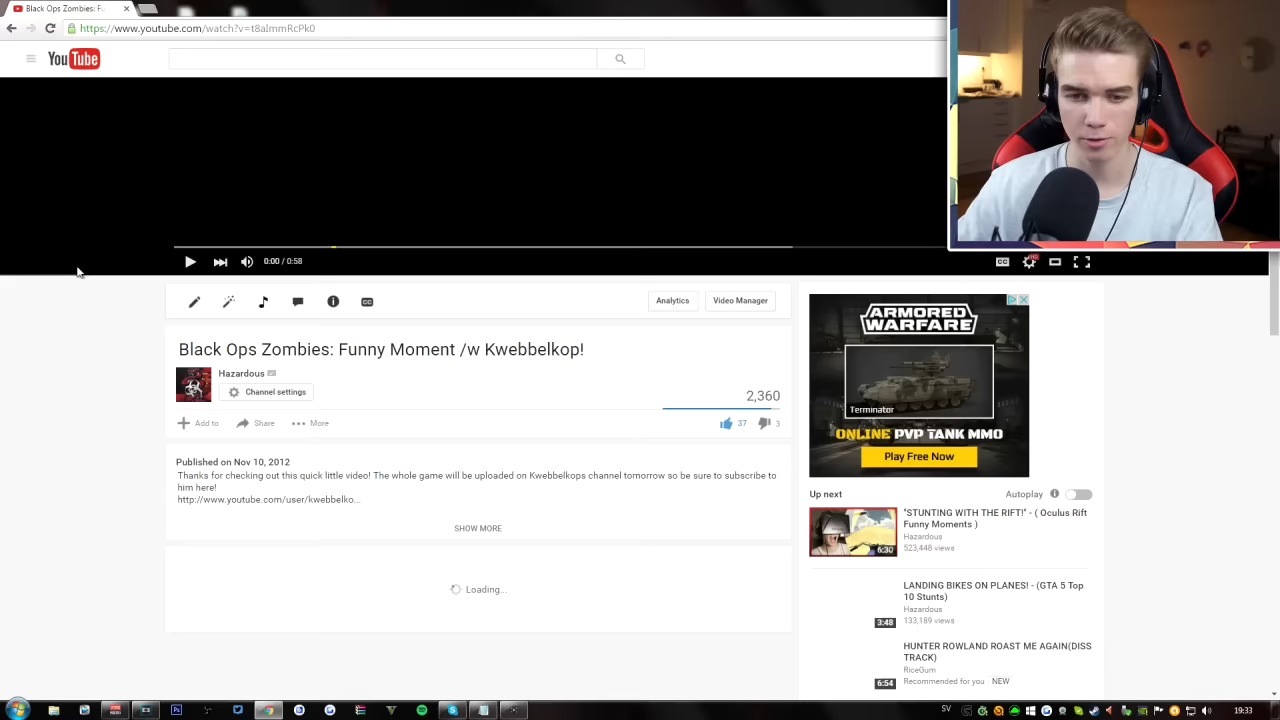 Black Ops Zombies: F
https://www.youtube.com/watch?v=t8aImmRcPk0
YouTube
0:00 / 0:58
CC
HD
CC
Analytics
Video Manager
Black Ops Zombies: Funny Moment /w Kwebbelkop!
Hazardous
Channel settings
2,360
Add to
Share
More
37
3
Published on Nov 10, 2012
Thanks for checking out this quick little video! The whole game will be uploaded on Kwebbelkops channel tomorrow so be sure to subscribe to
him here!
http://www.youtube.com/user/kwebbelko...
SHOW MORE
Loading...
ARMORED
WARFARE
Terminator
ONLINE PVP TANK MMO
Play Free Now
Up next
Autoplay
"STUNTING WITH THE RIFT!" - ( Oculus Rift
Funny Moments )
Hazardous
523,448 views
6:30
LANDING BIKES ON PLANES! - (GTA 5 Top
10 Stunts)
Hazardous
133,189 views
3:48
HUNTER ROWLAND ROAST ME AGAIN(DISS
TRACK)
RiceGum
Recommended for you NEW
6:54
Ps
SV
19:33